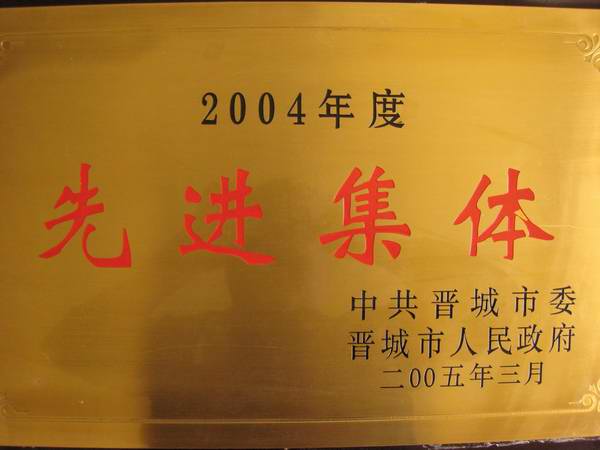 2004年度
先进集体
中共晋城市委
晋城市人民政府
二00五年三月